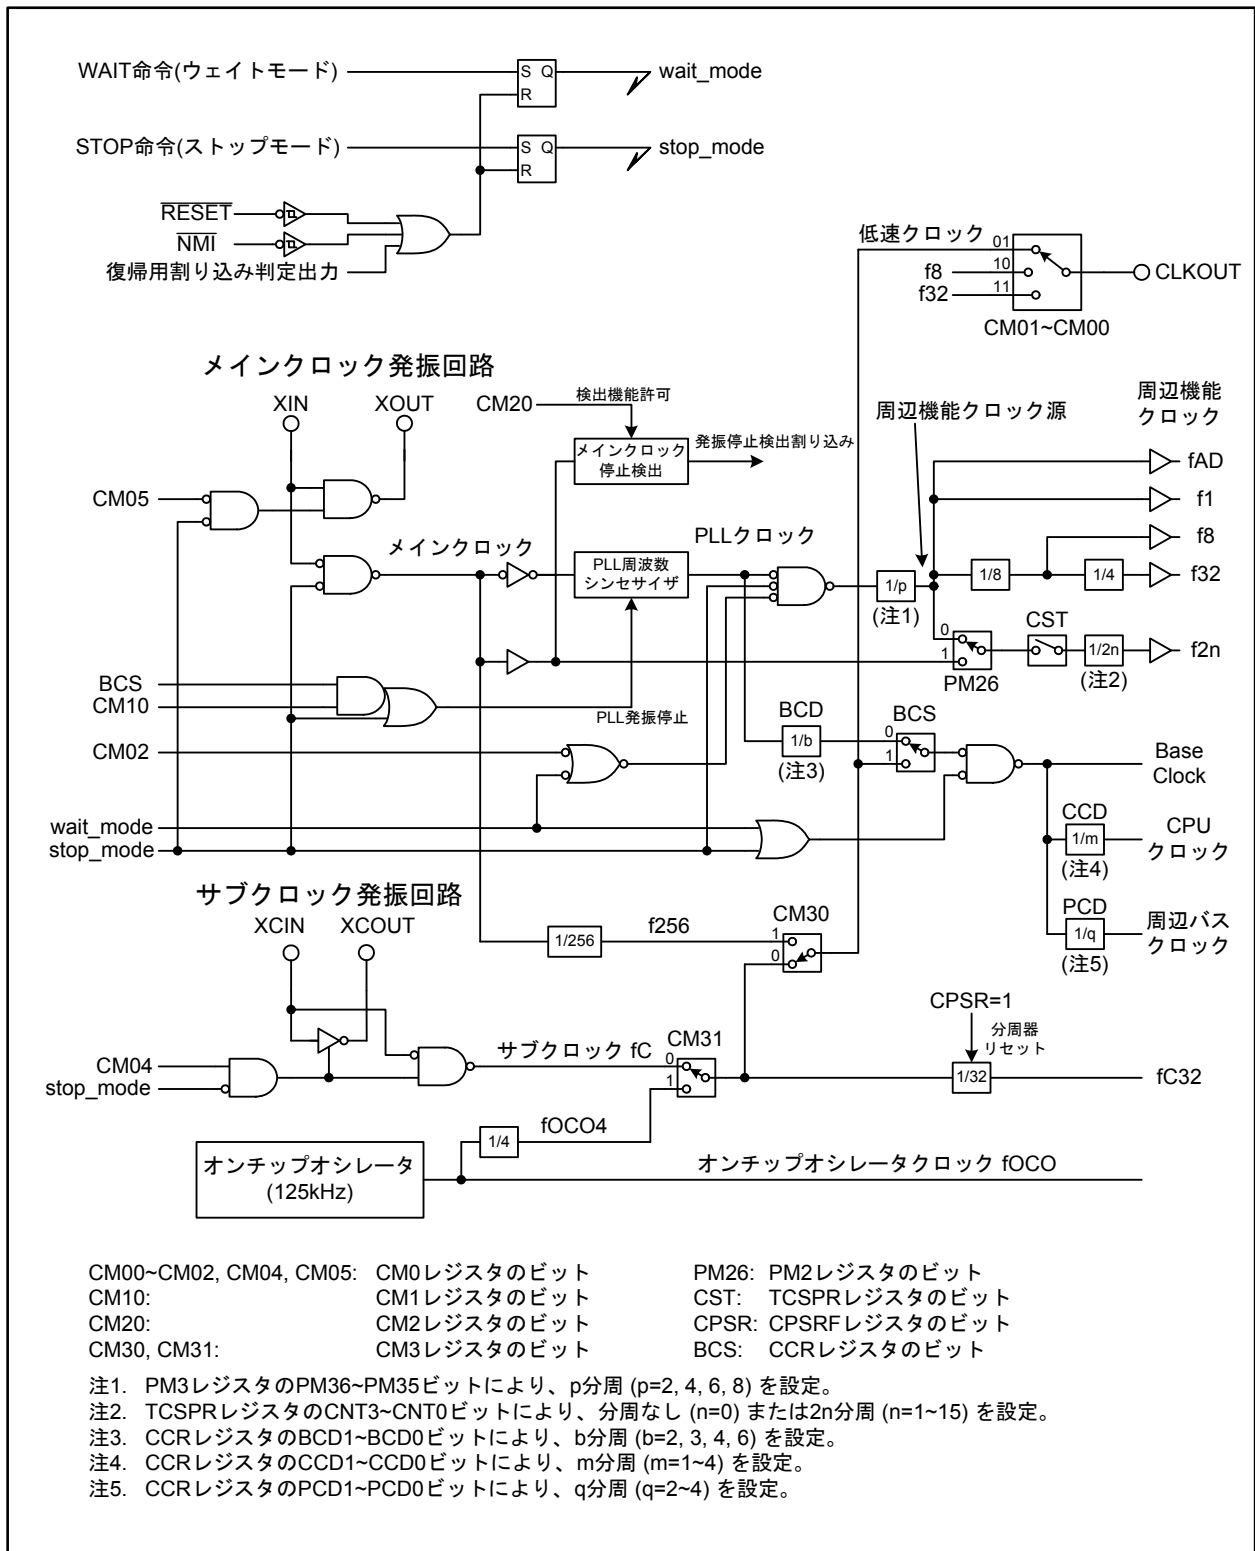 WAIT命令(ウェイトモード)
S Q
R
wait_mode
STOP命令(ストップモード)
S Q
R
stop_mode
RESET
NMI
復帰用割り込み判定出力
低速クロック
01
f8
10
f32
11
CLKOUT
CM01~CM00
メインクロック発振回路
XIN
XOUT
CM20
検出機能許可
メインクロック
停止検出
発振停止検出割り込み
周辺機能クロック源
周辺機能
クロック
fAD
f1
f8
f32
f2n
CM05
メインクロック
PLL周波数
シンセサイザ
PLLクロック
1/p
(注1)
1/8
1/4
0
1
PM26
CST
1/2n
(注2)
BCS
CM10
PLL発振停止
CM02
BCD
1/b
(注3)
BCS
0
1
Base
Clock
wait_mode
stop_mode
CCD
1/m
(注4)
CPU
クロック
PCD
1/q
(注5)
周辺バス
クロック
サブクロック発振回路
XCIN
XCOUT
1/256
f256
CM30
1
0
CPSR=1
分周器
リセット
CM04
stop_mode
サブクロック fC
CM31
0
1
1/32
fC32
1/4
fOCO4
オンチップオシレータ
(125kHz)
オンチップオシレータクロック fOCO
CM00~CM02, CM04, CM05: CM0レジスタのビット
CM10: CM1レジスタのビット
CM20: CM2レジスタのビット
CM30, CM31: CM3レジスタのビット
PM26: PM2レジスタのビット
CST: TCSPRレジスタのビット
CPSR: CPSRFレジスタのビット
BCS: CCRレジスタのビット
注1. PM3レジスタのPM36~PM35ビットにより、p分周 (p=2, 4, 6, 8) を設定。
注2. TCSPRレジスタのCNT3~CNT0ビットにより、分周なし (n=0) または2n分周 (n=1~15) を設定。
注3. CCRレジスタのBCD1~BCD0ビットにより、b分周 (b=2, 3, 4, 6) を設定。
注4. CCRレジスタのCCD1~CCD0ビットにより、m分周 (m=1~4) を設定。
注5. CCRレジスタのPCD1~PCD0ビットにより、q分周 (q=2~4) を設定。